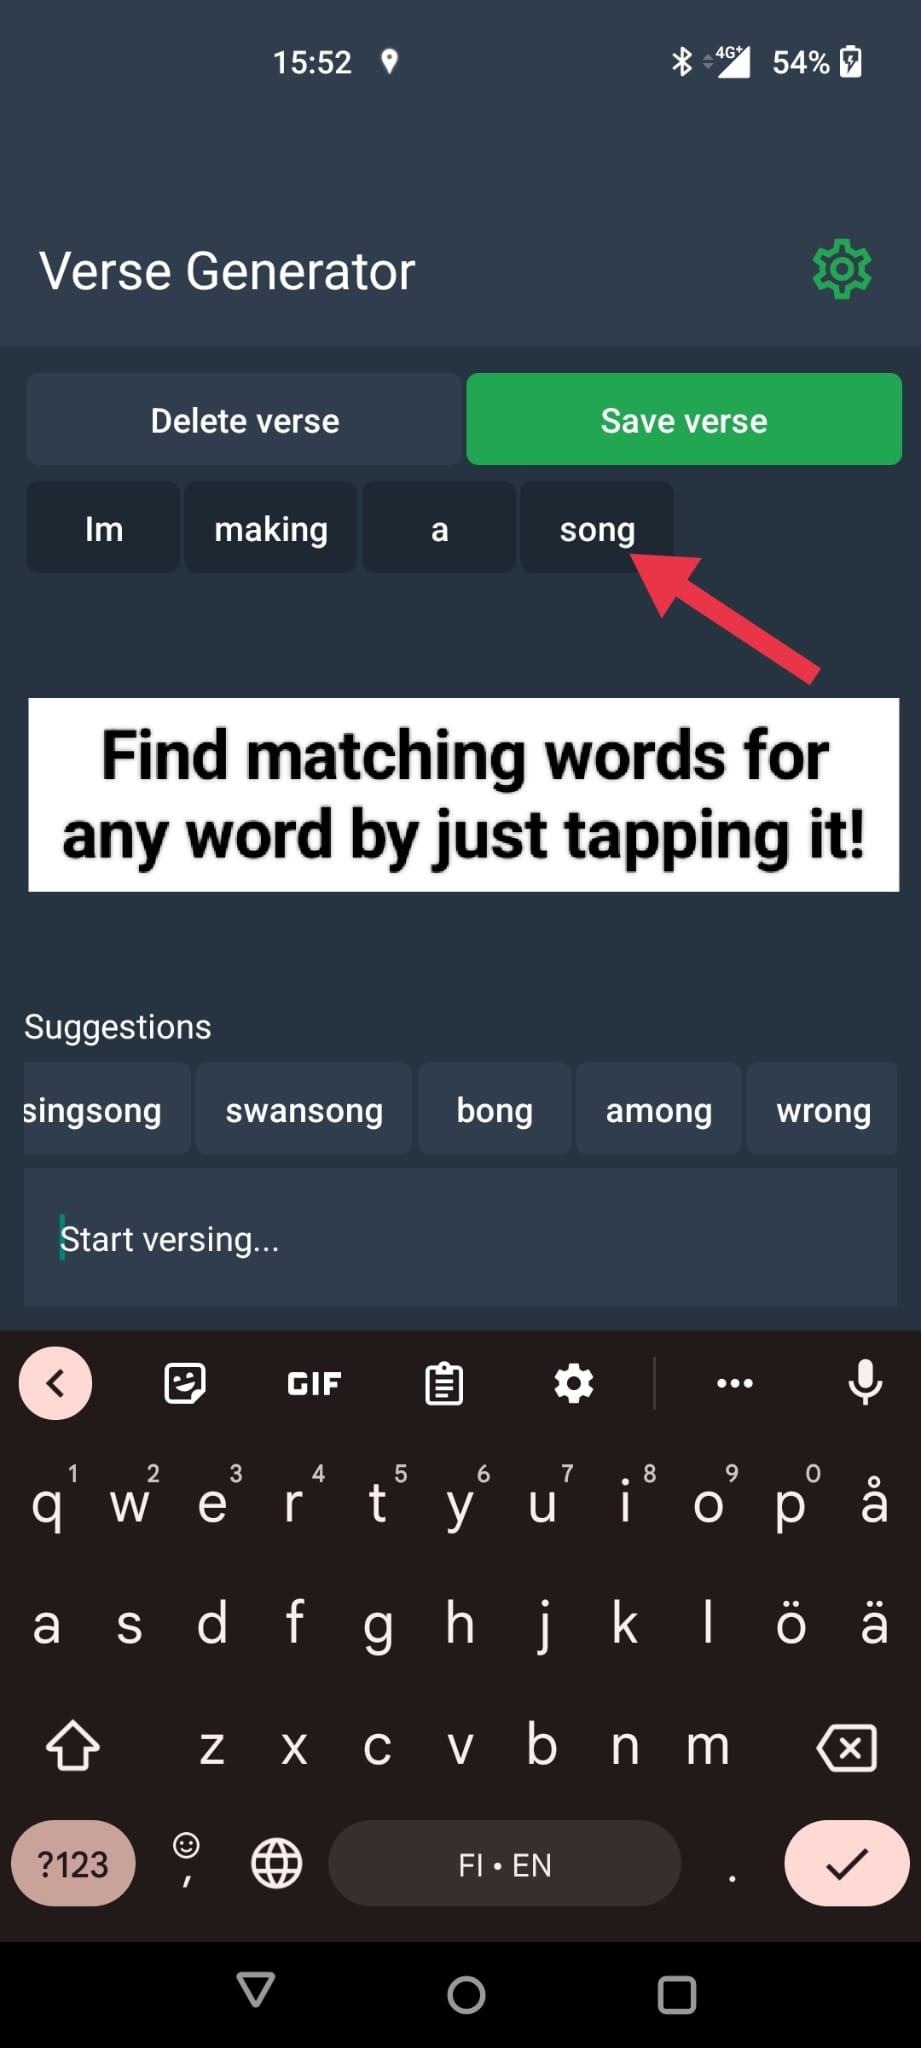 15:52 4G+ 54%
Verse Generator
Delete verse Save verse
Im making a song
Find matching words for
any word by just tapping it!
Suggestions
singsong swansong bong among wrong
Start versing...
GIF
1 2 3 4 5 6 7 8 9 0
q w e r t y u i o p å
a s d f g h j k l ö ä
z x c v b n m
?123 , FI • EN .